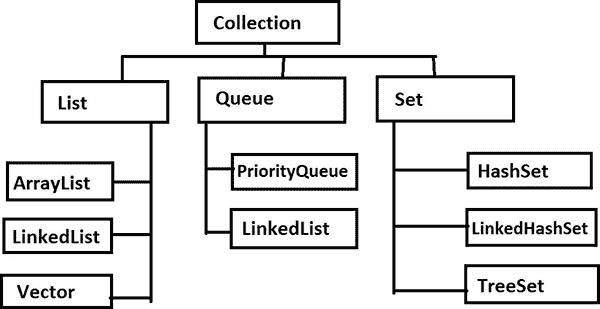 Collection
List
Queue
Set
ArrayList
LinkedList
Vector
PriorityQueue
LinkedList
HashSet
LinkedHashSet
TreeSet